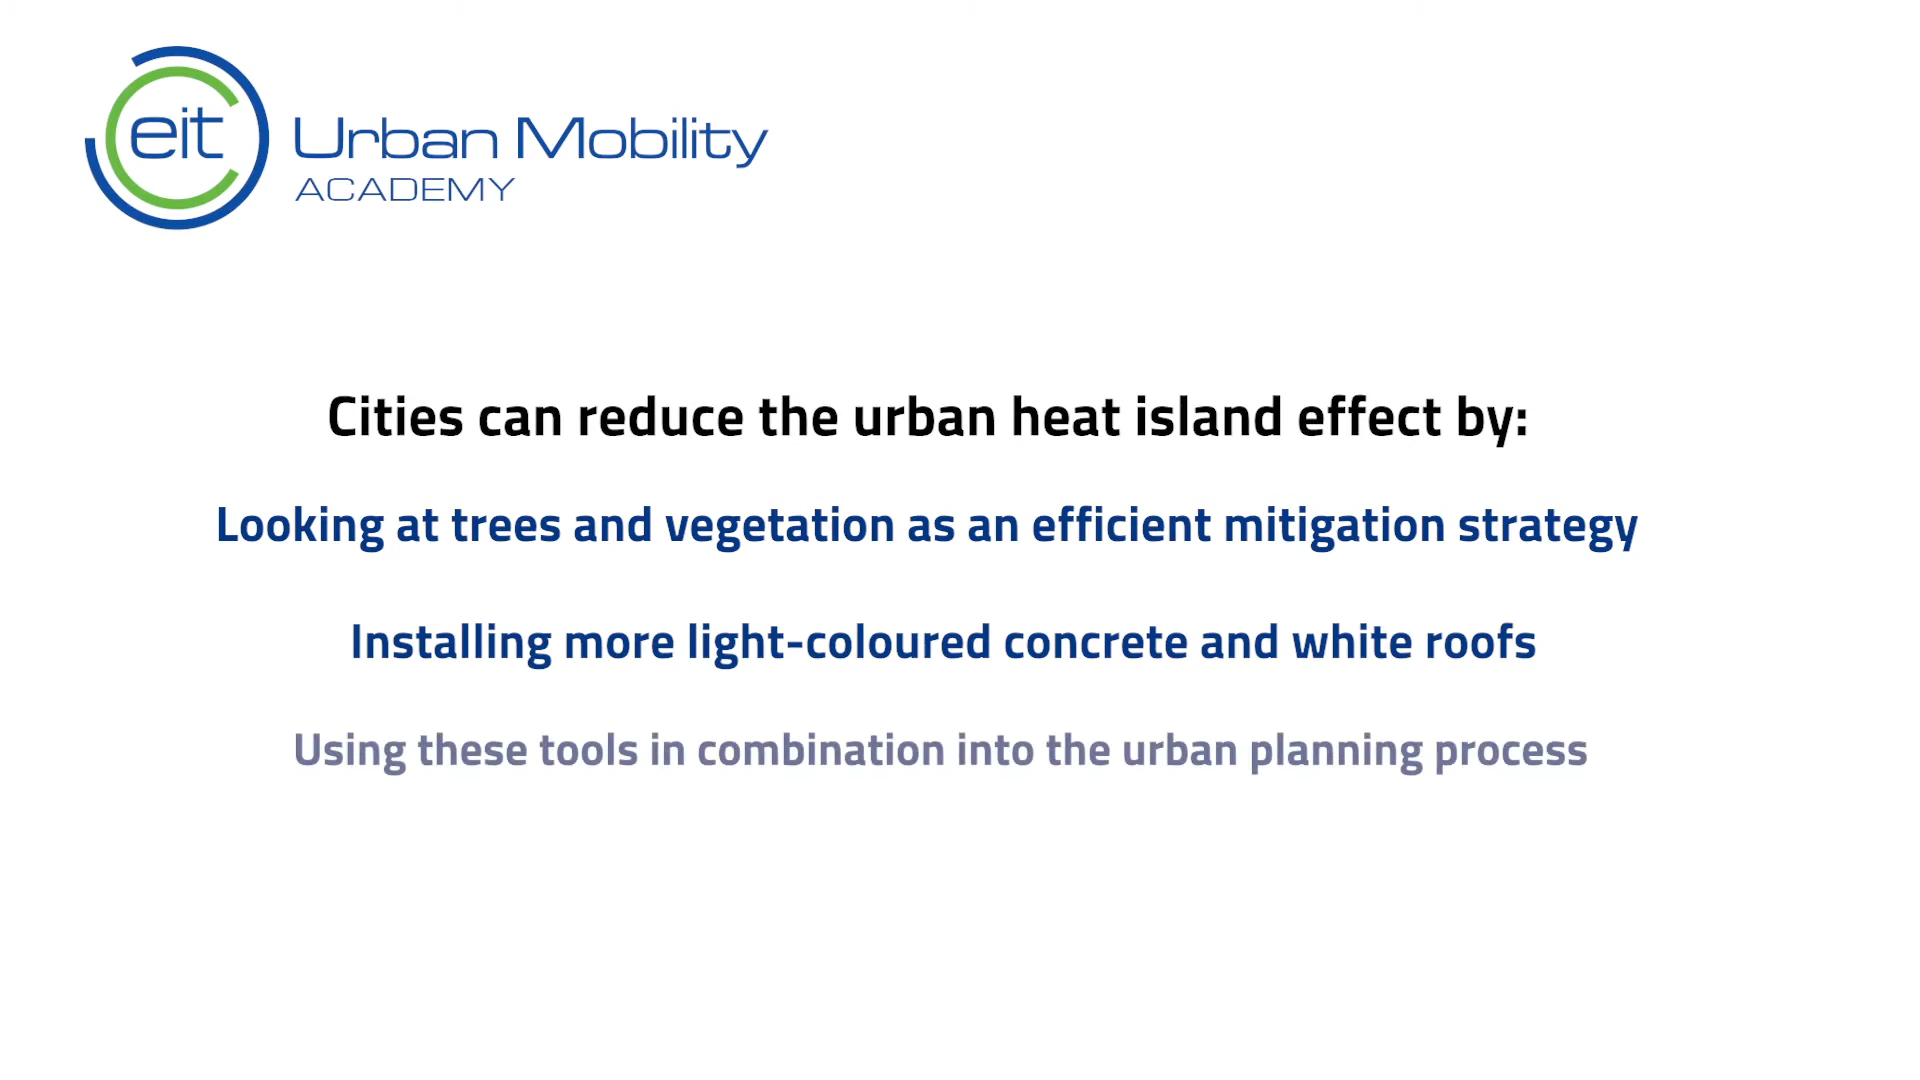 eit Urban Mobility
ACADEMY
Cities can reduce the urban heat island effect by:
Looking at trees and vegetation as an efficient mitigation strategy
Installing more light-coloured concrete and white roofs
Using these tools in combination into the urban planning process